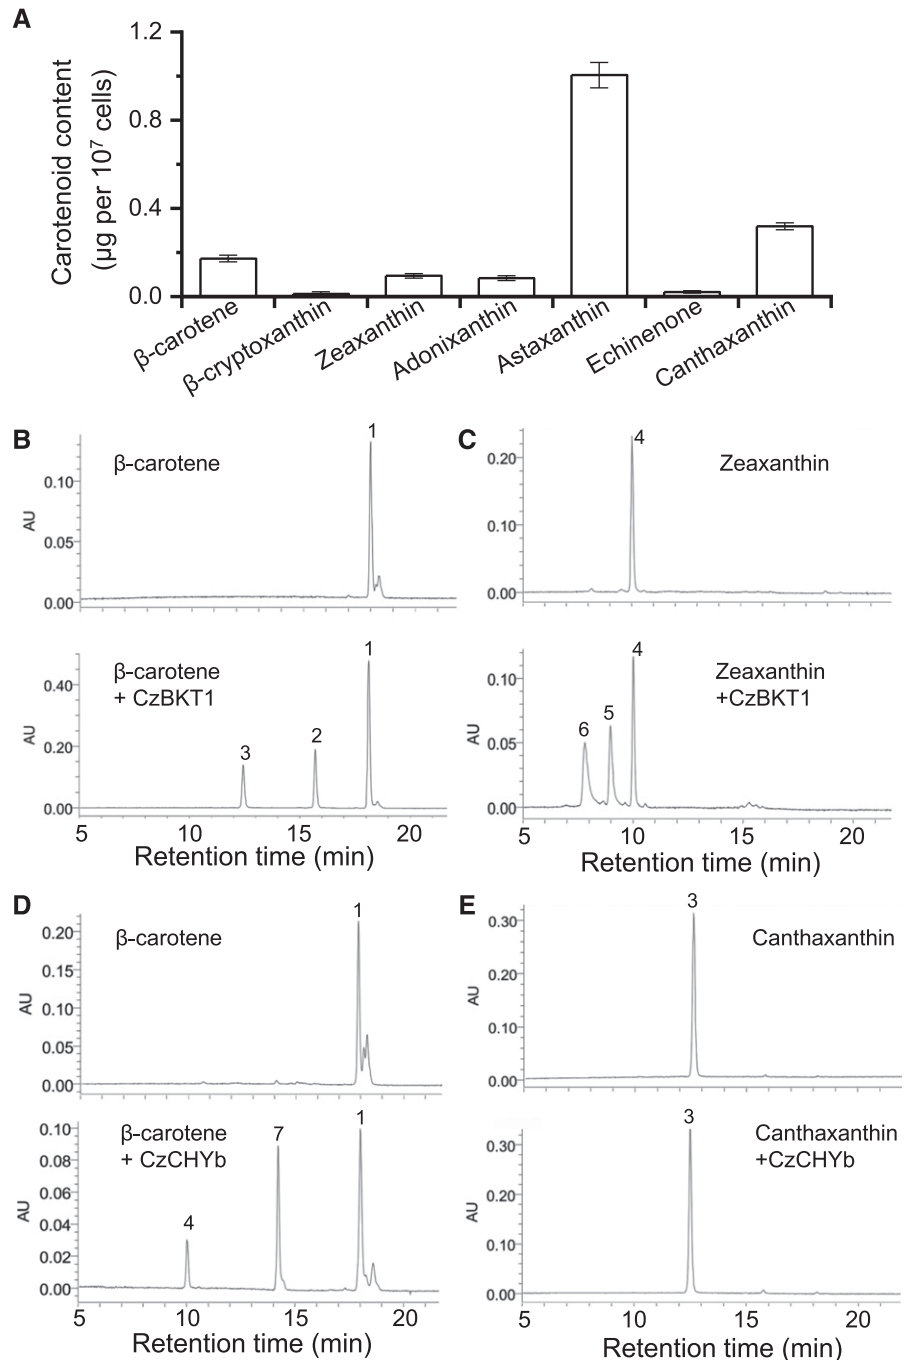 A
Carotenoid content
(µg per 10⁷ cells)
1.2
0.8
0.4
0.0
β-carotene
β-cryptoxanthin
Zeaxanthin
Adonixanthin
Astaxanthin
Echinenone
Canthaxanthin
B
β-carotene
1
AU
0.10
0.05
0.00
β-carotene
+ CzBKT1
1
2
3
AU
0.40
0.20
0.00
5
10
15
20
Retention time (min)
C
Zeaxanthin
4
AU
0.20
0.10
0.00
Zeaxanthin
+CzBKT1
4
5
6
AU
0.10
0.05
0.00
5
10
15
20
Retention time (min)
D
β-carotene
1
AU
0.20
0.15
0.10
0.05
0.00
β-carotene
+ CzCHYb
1
7
4
AU
0.10
0.08
0.06
0.04
0.02
0.00
5
10
15
20
Retention time (min)
E
Canthaxanthin
3
AU
0.30
0.20
0.10
0.00
Canthaxanthin
+CzCHYb
3
AU
0.30
0.20
0.10
0.00
5
10
15
20
Retention time (min)